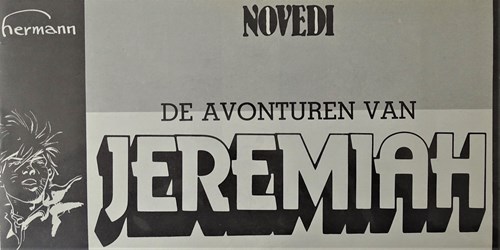 hermann
NOVEDI
DE AVONTUREN VAN
JEREMIAH